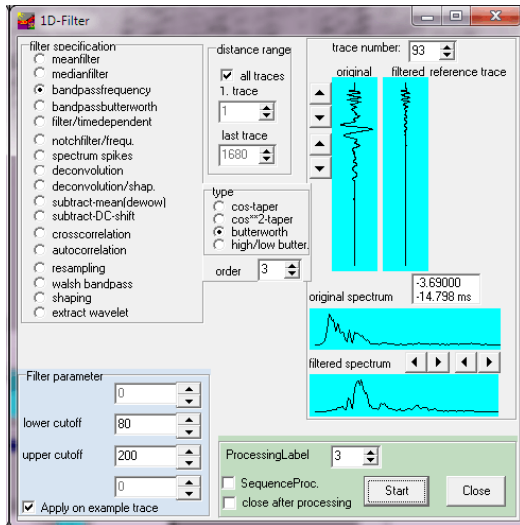 1D-Filter
filter specification
meanfilter
medianfilter
bandpassfrequency
bandpassbutterworth
filter/timedependent
notchfilter/frequ.
spectrum spikes
deconvolution
deconvolution/shap.
subtract-mean(dewow)
subtract-DC-shift
crosscorrelation
autocorrelation
resampling
walsh bandpass
shaping
extract wavelet
distance range
all traces
1. trace
1
last trace
1680
type
cos-taper
cos**2-taper
butterworth
high/low butter.
order 3
trace number: 93
original filtered reference trace
original spectrum
-3.69000
-14.798 ms
filtered spectrum
Filter parameter
0
lower cutoff 80
upper cutoff 200
0
Apply on example trace
ProcessingLabel 3
SequenceProc.
close after processing
Start
Close